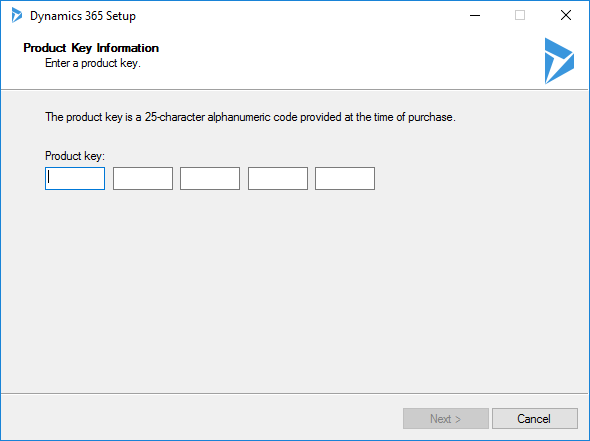 Dynamics 365 Setup
Product Key Information
Enter a product key.
The product key is a 25-character alphanumeric code provided at the time of purchase.
Product key:
Next >
Cancel